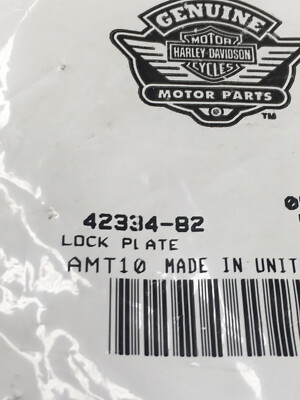 GENUINE
MOTOR
HARLEY-DAVIDSON
CYCLES
MOTOR PARTS
TM
42334-82
LOCK PLATE
AMT10 MADE IN UNIT